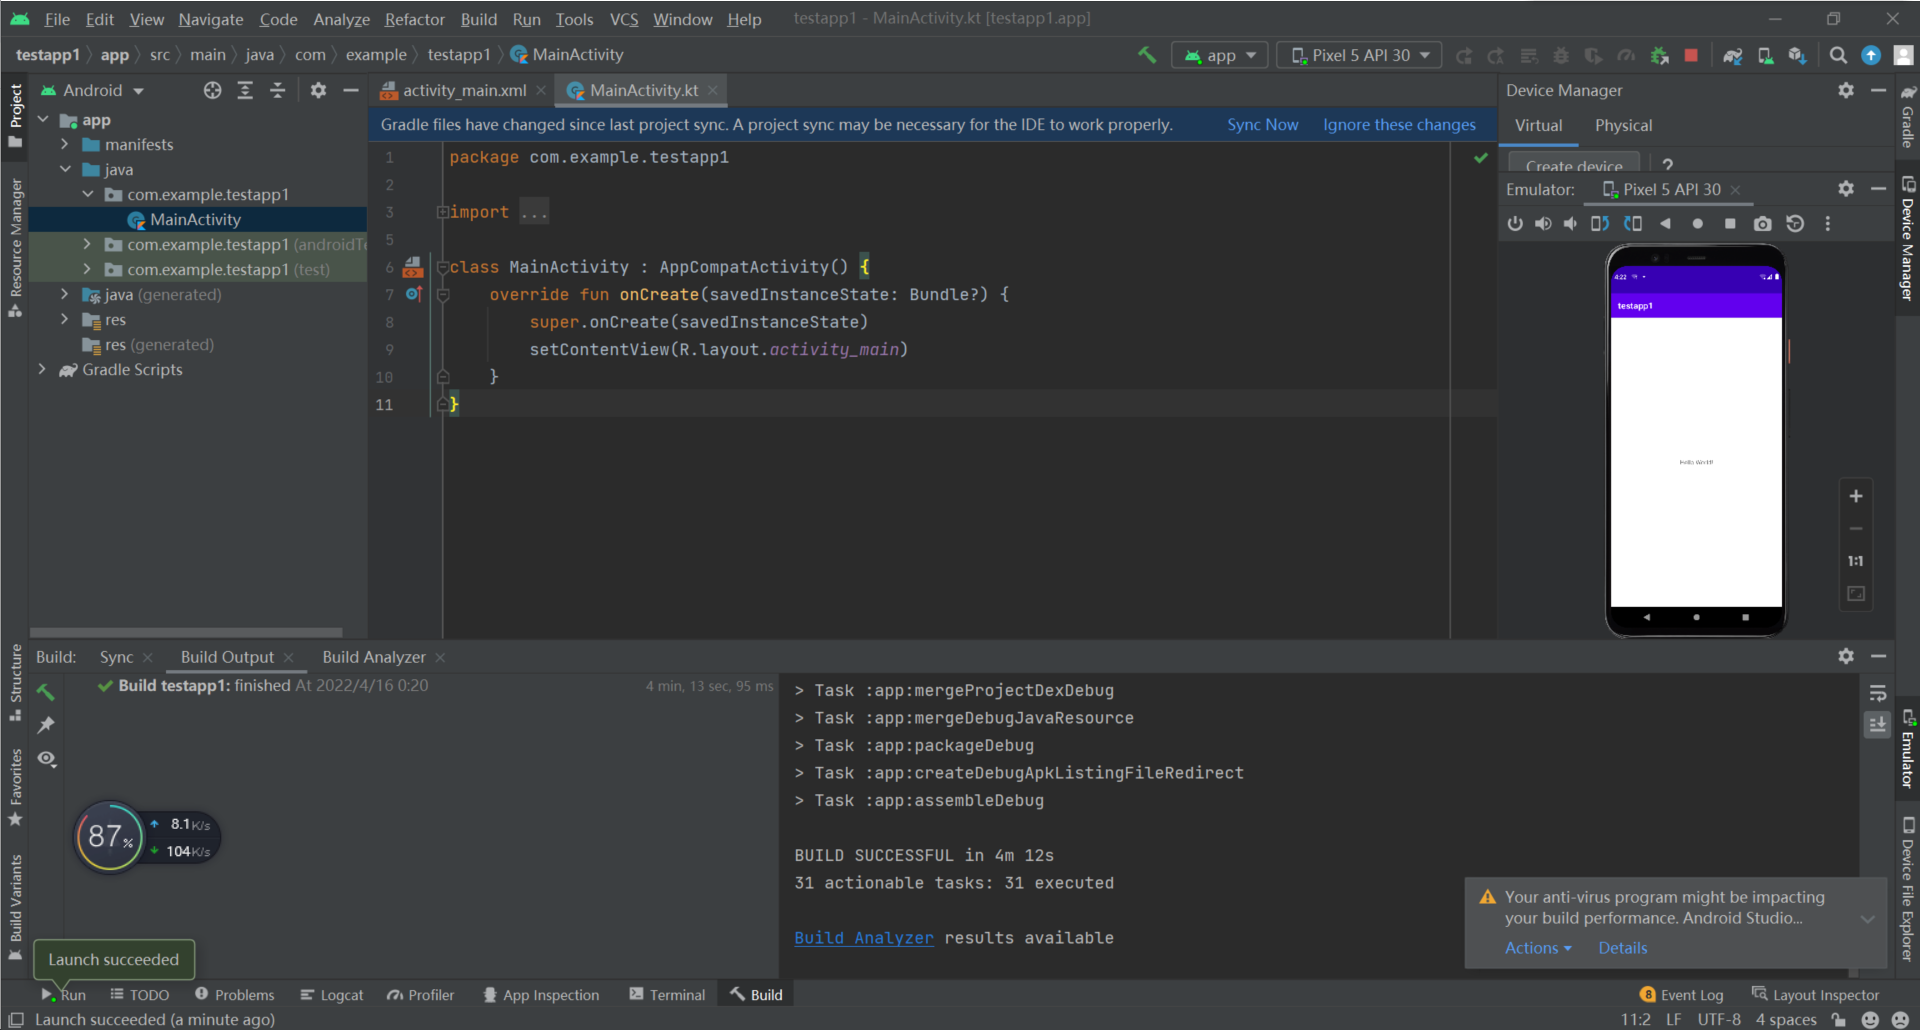 File Edit View Navigate Code Analyze Refactor Build Run Tools VCS Window Help testapp1 - MainActivity.kt [testapp1.app]
testapp1 app src main java com example testapp1 MainActivity app Pixel 5 API 30
Project
Android
activity_main.xml
MainActivity.kt
Device Manager
Gradle files have changed since last project sync. A project sync may be necessary for the IDE to work properly. Sync Now Ignore these changes
Virtual Physical
Create device ?
Emulator: Pixel 5 API 30
app
manifests
java
com.example.testapp1
MainActivity
com.example.testapp1 (androidTe
com.example.testapp1 (test)
java (generated)
res
res (generated)
Gradle Scripts
Resource Manager
1 package com.example.testapp1
2
3 import ...
5
6 class MainActivity : AppCompatActivity() {
7 override fun onCreate(savedInstanceState: Bundle?) {
8 super.onCreate(savedInstanceState)
9 setContentView(R.layout.activity_main)
10 }
11 }
4:22
testapp1
Hello World!
1:1
Gradle
Device Manager
Emulator
Device File Explorer
Structure
Favorites
Build Variants
Build: Sync Build Output Build Analyzer
Build testapp1: finished At 2022/4/16 0:20 4 min, 13 sec, 95 ms
> Task :app:mergeProjectDexDebug
> Task :app:mergeDebugJavaResource
> Task :app:packageDebug
> Task :app:createDebugApkListingFileRedirect
> Task :app:assembleDebug
BUILD SUCCESSFUL in 4m 12s
31 actionable tasks: 31 executed
Build Analyzer results available
87%
8.1K/s
104K/s
Your anti-virus program might be impacting
your build performance. Android Studio...
Actions Details
Launch succeeded
Run TODO Problems Logcat Profiler App Inspection Terminal Build 8 Event Log Layout Inspector
Launch succeeded (a minute ago) 11:2 LF UTF-8 4 spaces